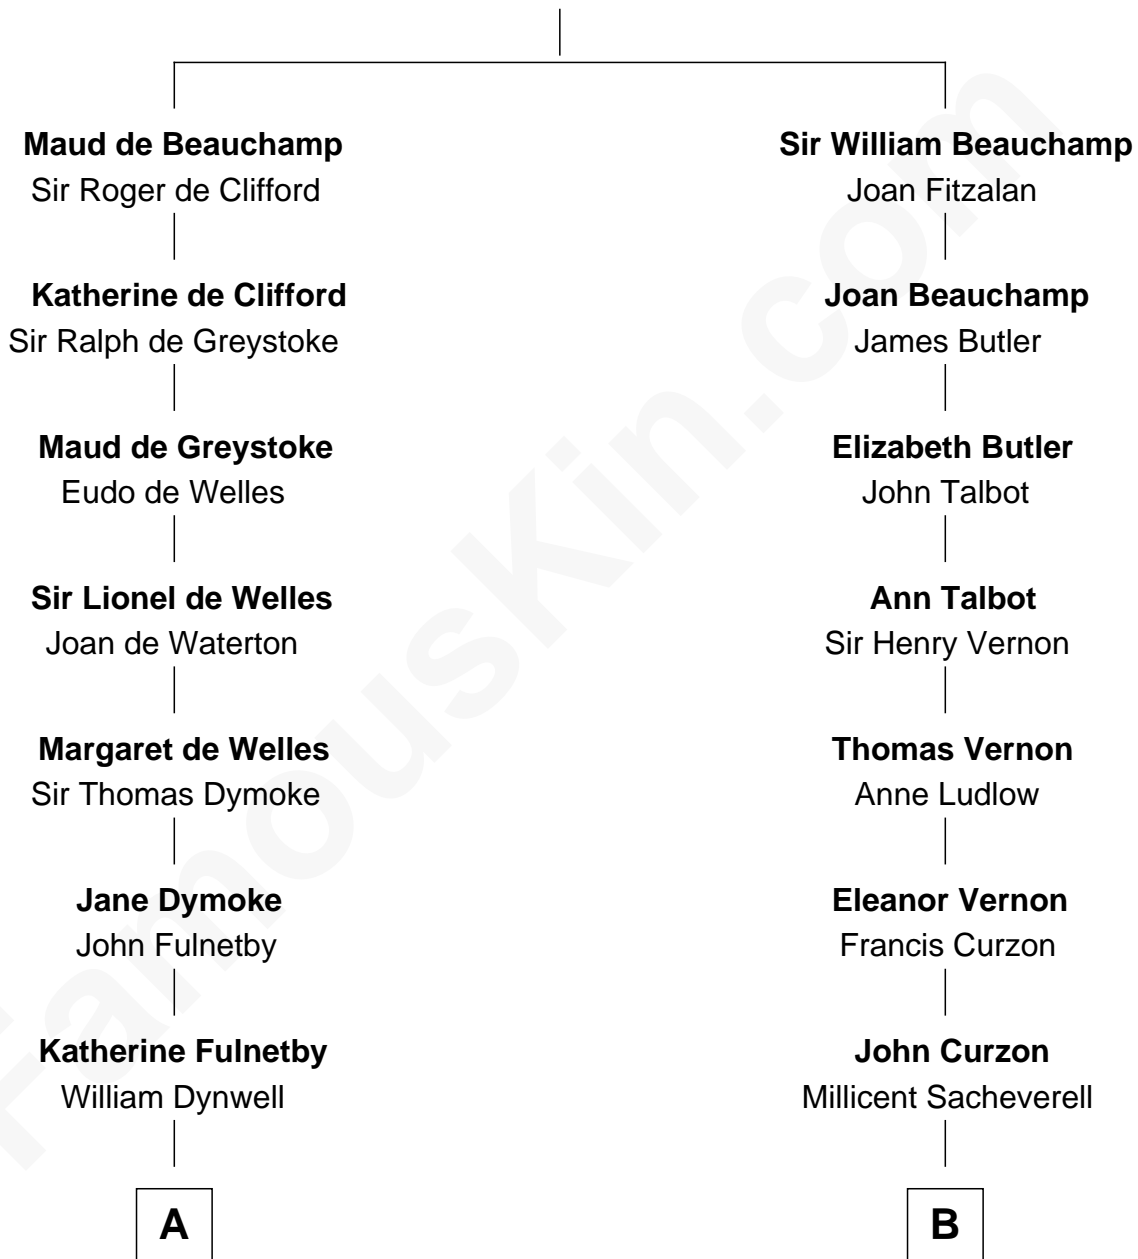 Maud de Beauchamp
Sir Roger de Clifford
Katherine de Clifford
Sir Ralph de Greystoke
Maud de Greystoke
Eudo de Welles
Sir Lionel de Welles
Joan de Waterton
Margaret de Welles
Sir Thomas Dymoke
Jane Dymoke
John Fulnetby
Katherine Fulnetby
William Dynwell
A
Sir William Beauchamp
Joan Fitzalan
Joan Beauchamp
James Butler
Elizabeth Butler
John Talbot
Ann Talbot
Sir Henry Vernon
Thomas Vernon
Anne Ludlow
Eleanor Vernon
Francis Curzon
John Curzon
Millicent Sacheverell
B
FamousKin.com